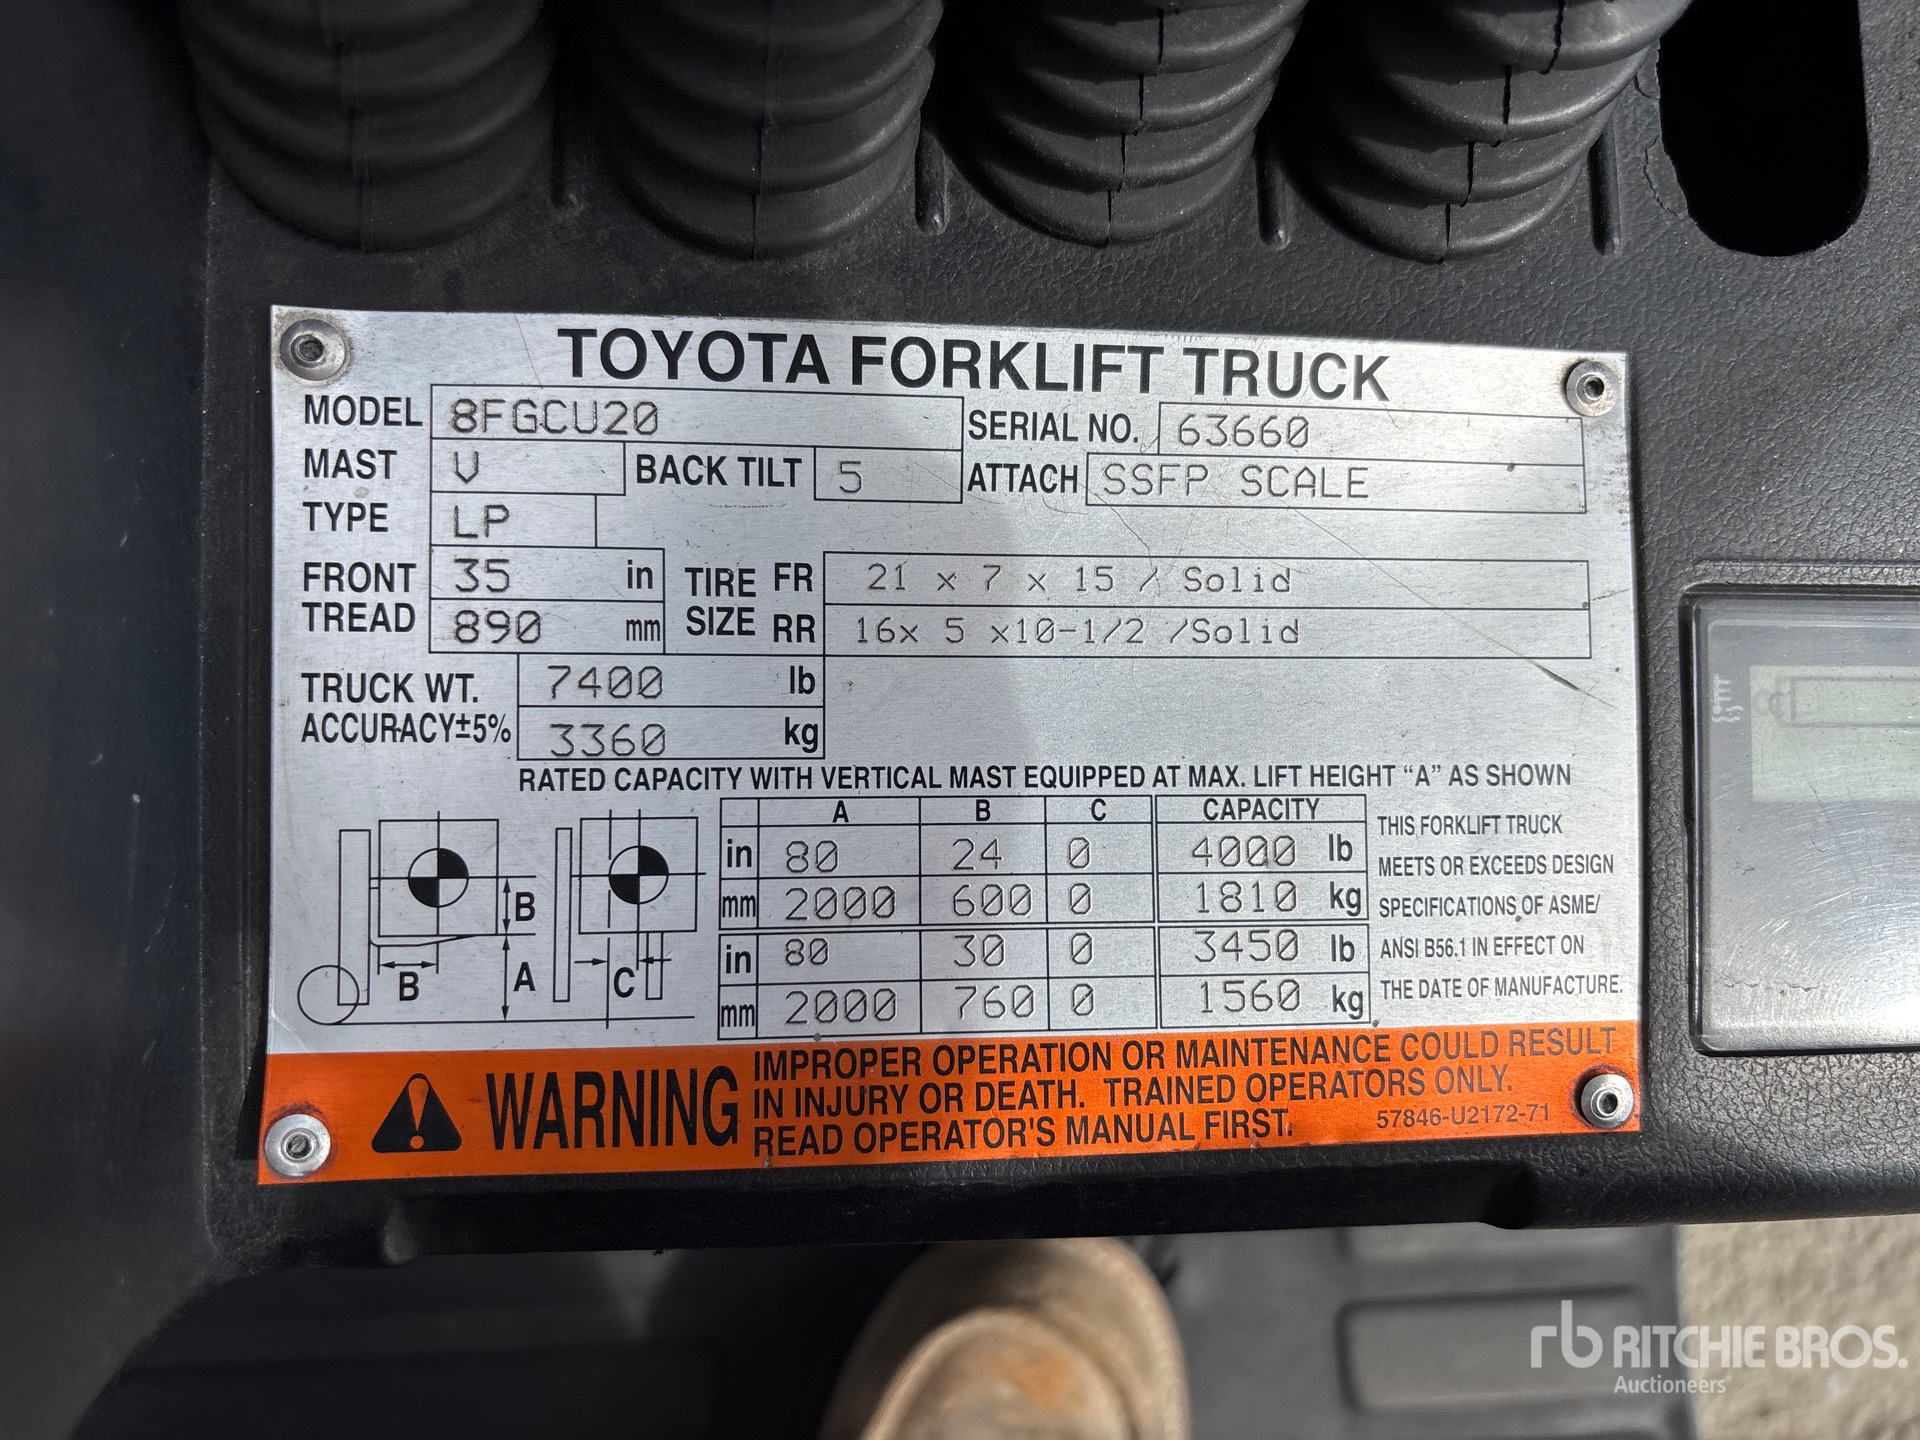 TOYOTA FORKLIFT TRUCK
MODEL 8FGCU20 SERIAL NO. 63660
MAST V BACK TILT 5 ATTACH SSFP SCALE
TYPE LP
FRONT TREAD 35 in TIRE SIZE FR 21 x 7 x 15 / Solid
890 mm RR 16x 5 x10-1/2 /Solid
TRUCK WT. 7400 lb
ACCURACY±5% 3360 kg
RATED CAPACITY WITH VERTICAL MAST EQUIPPED AT MAX. LIFT HEIGHT “A” AS SHOWN
A B C CAPACITY
in 80 24 0 4000 lb
mm 2000 600 0 1810 kg
in 80 30 0 3450 lb
mm 2000 760 0 1560 kg
B
B
A
C
THIS FORKLIFT TRUCK
MEETS OR EXCEEDS DESIGN
SPECIFICATIONS OF ASME/
ANSI B56.1 IN EFFECT ON
THE DATE OF MANUFACTURE.
WARNING
IMPROPER OPERATION OR MAINTENANCE COULD RESULT
IN INJURY OR DEATH. TRAINED OPERATORS ONLY.
READ OPERATOR'S MANUAL FIRST.
57846-U2172-71
rb RITCHIE BROS.
Auctioneers